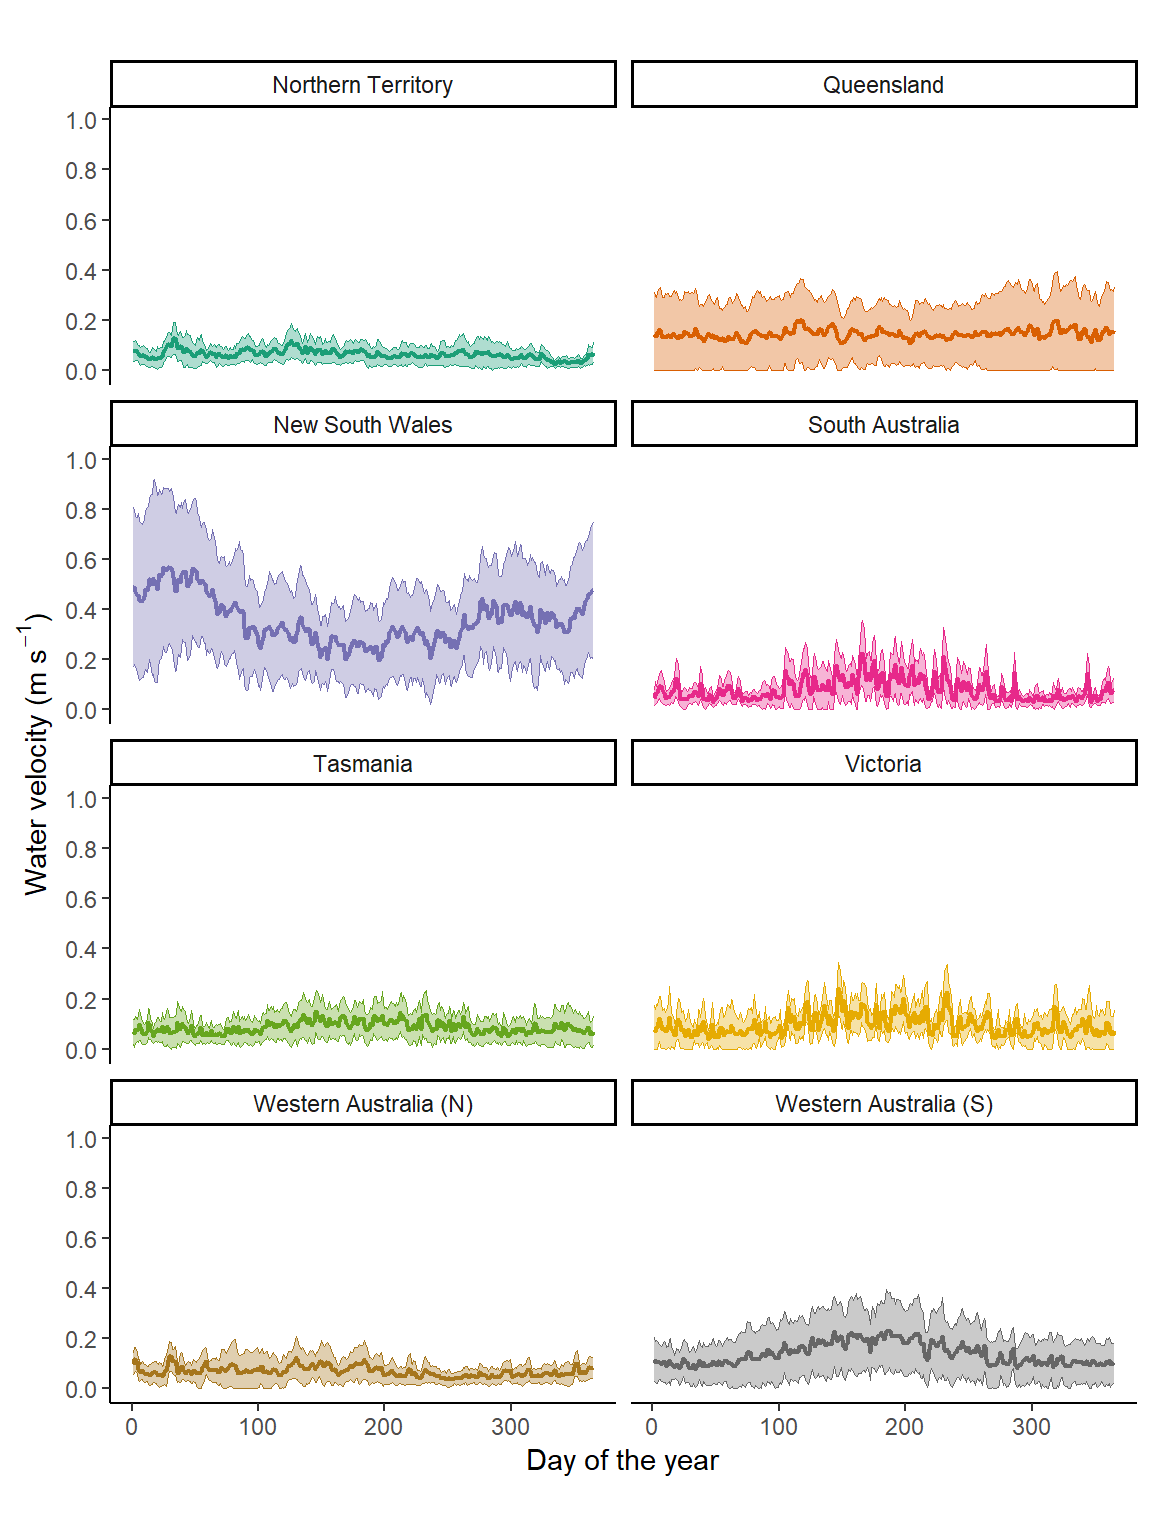 Northern Territory
Queensland
1.0
0.8
0.6
0.4
0.2
0.0
New South Wales
South Australia
1.0
0.8
0.6
0.4
0.2
0.0
Tasmania
Victoria
1.0
0.8
0.6
0.4
0.2
0.0
Western Australia (N)
Western Australia (S)
1.0
0.8
0.6
0.4
0.2
0.0
0 100 200 300
0 100 200 300
Day of the year
Water velocity (m s⁻¹)